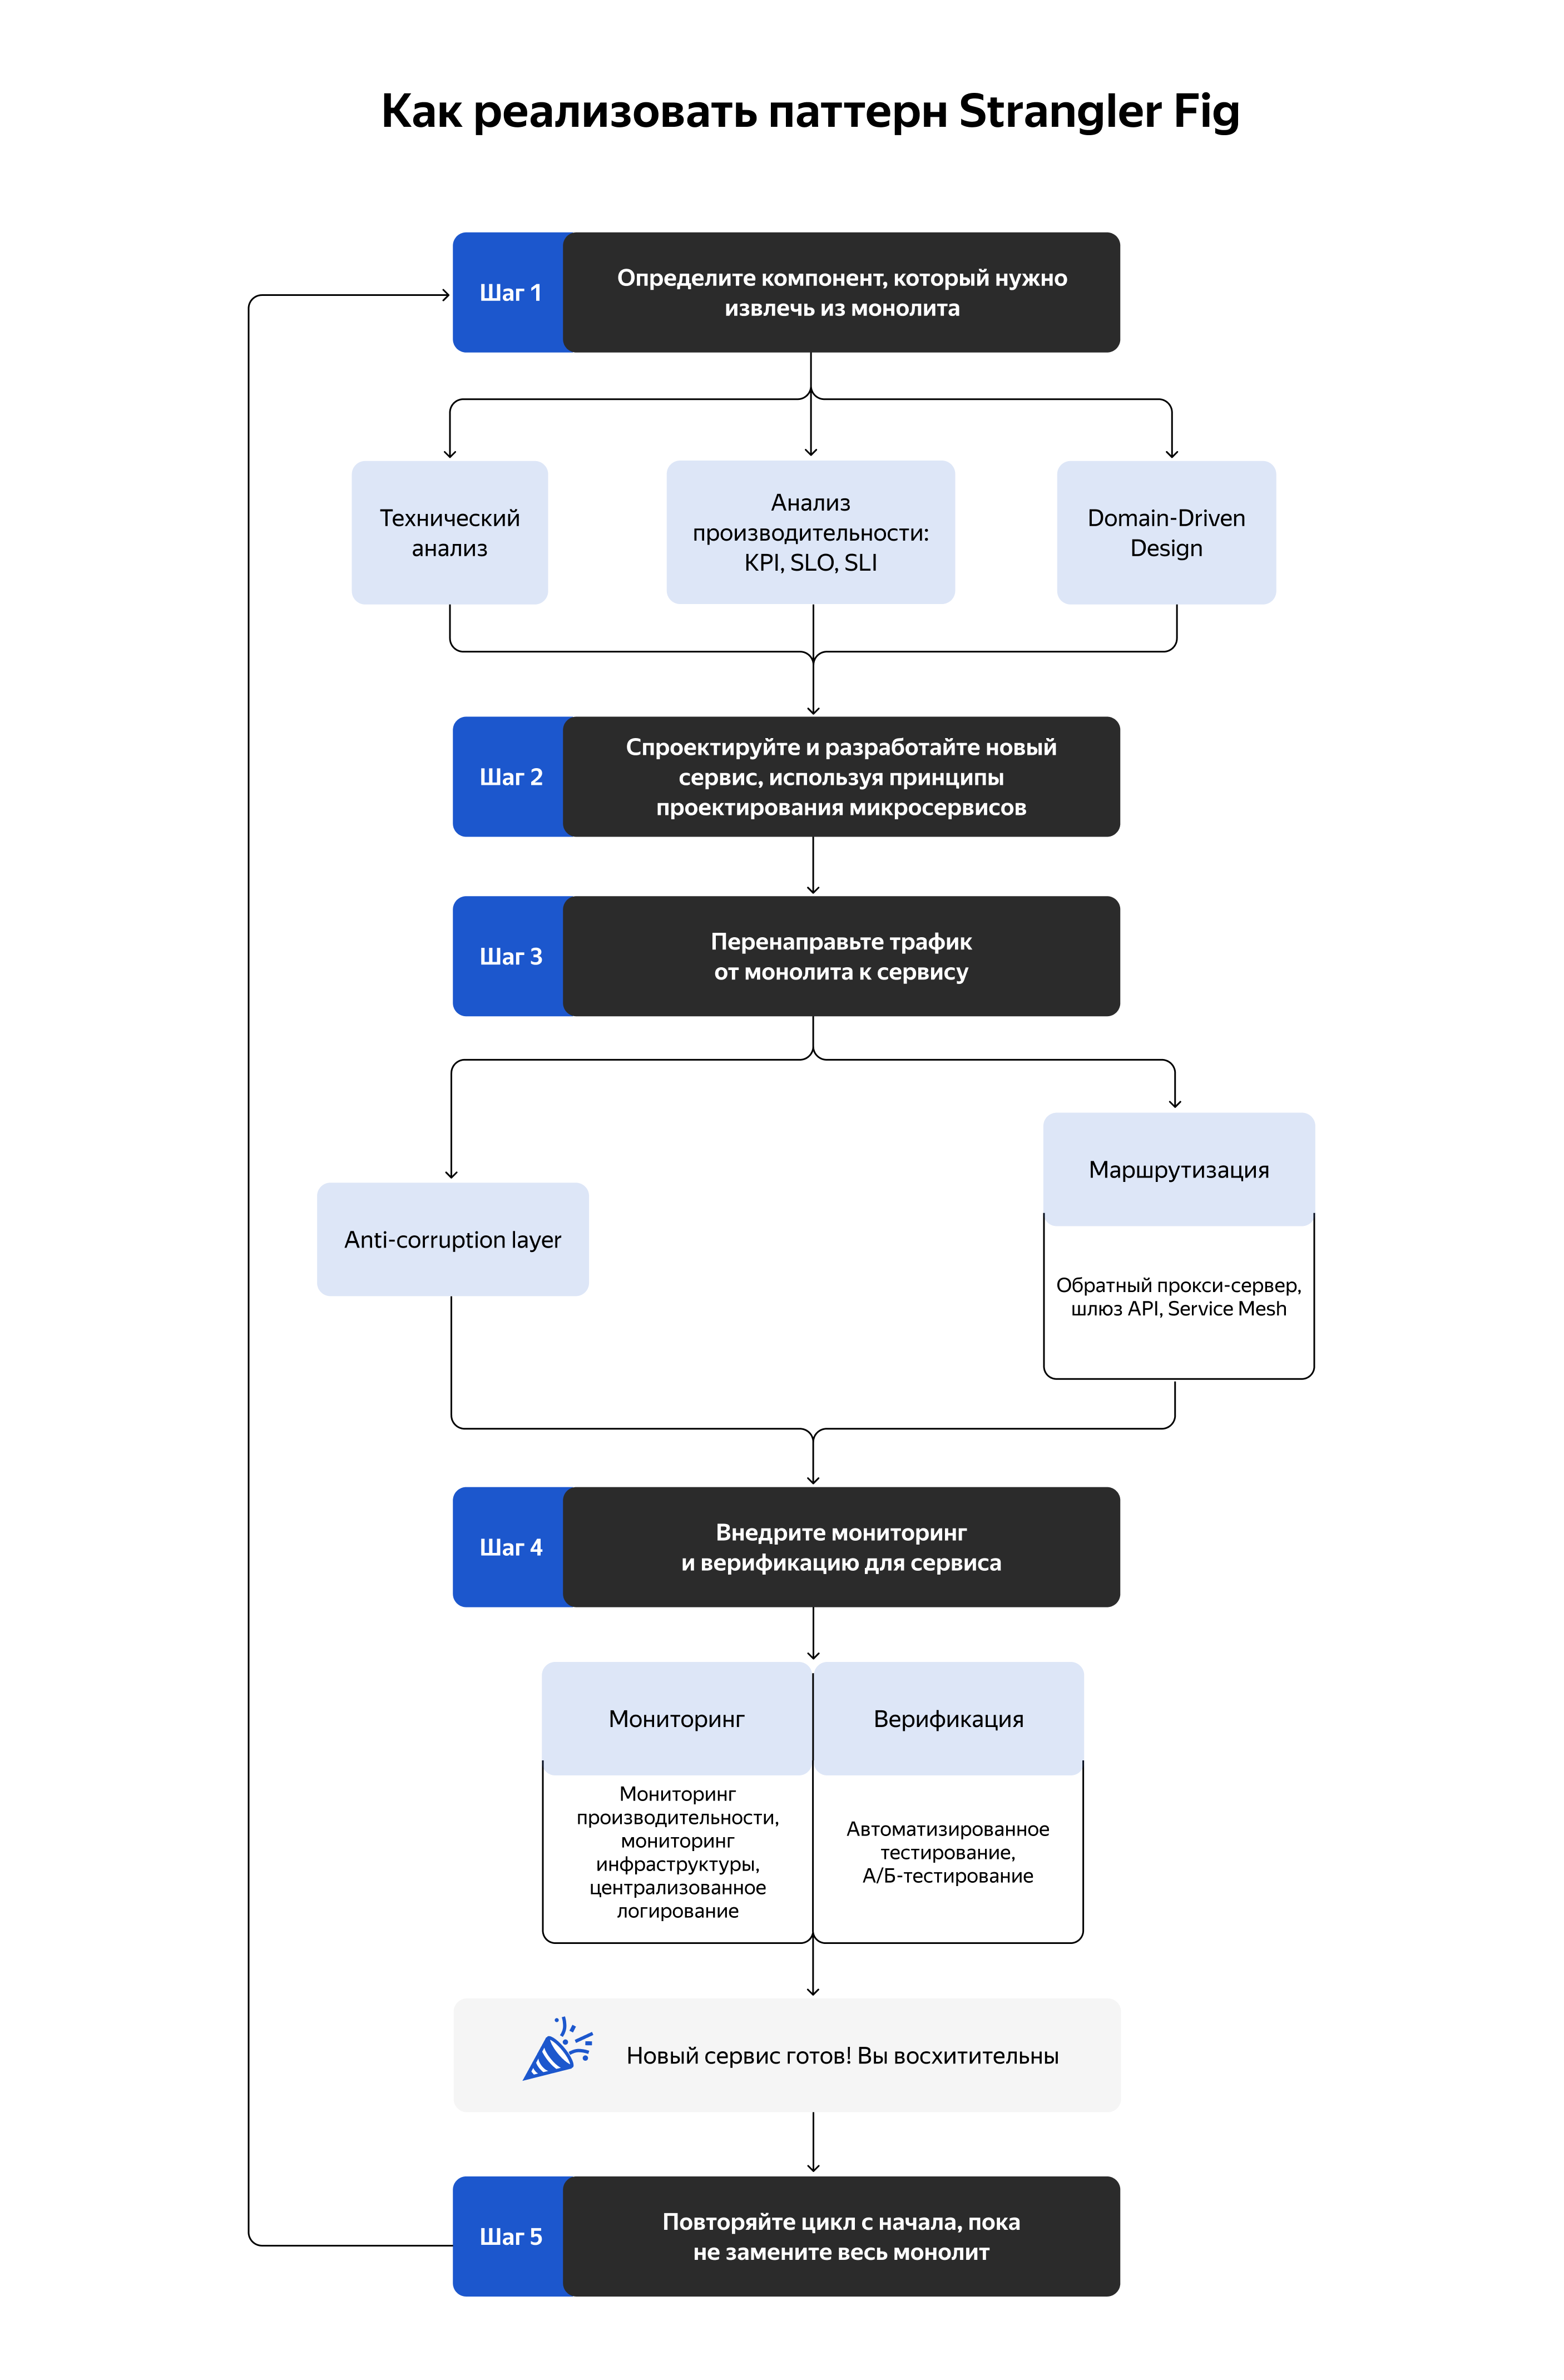 Как реализовать паттерн Strangler Fig
Шаг 1
Определите компонент, который нужно
извлечь из монолита
Технический
анализ
Анализ
производительности:
KPI, SLO, SLI
Domain-Driven
Design
Шаг 2
Спроектируйте и разработайте новый
сервис, используя принципы
проектирования микросервисов
Шаг 3
Перенаправьте трафик
от монолита к сервису
Anti-corruption layer
Маршрутизация
Обратный прокси-сервер,
шлюз API, Service Mesh
Шаг 4
Внедрите мониторинг
и верификацию для сервиса
Мониторинг
Мониторинг
производительности,
мониторинг
инфраструктуры,
централизованное
логирование
Верификация
Автоматизированное
тестирование,
А/Б-тестирование
Новый сервис готов! Вы восхитительны
Шаг 5
Повторяйте цикл с начала, пока
не замените весь монолит